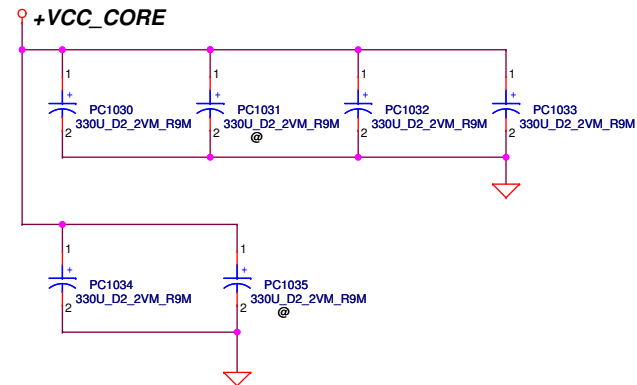 +VCC_CORE
1 1 1 1
+ + + +
PC1030 PC1031 PC1032 PC1033
330U_D2_2VM_R9M 330U_D2_2VM_R9M 330U_D2_2VM_R9M 330U_D2_2VM_R9M
2 2 2 2
@
1 1
+ +
PC1034 PC1035
330U_D2_2VM_R9M 330U_D2_2VM_R9M
2 2
@